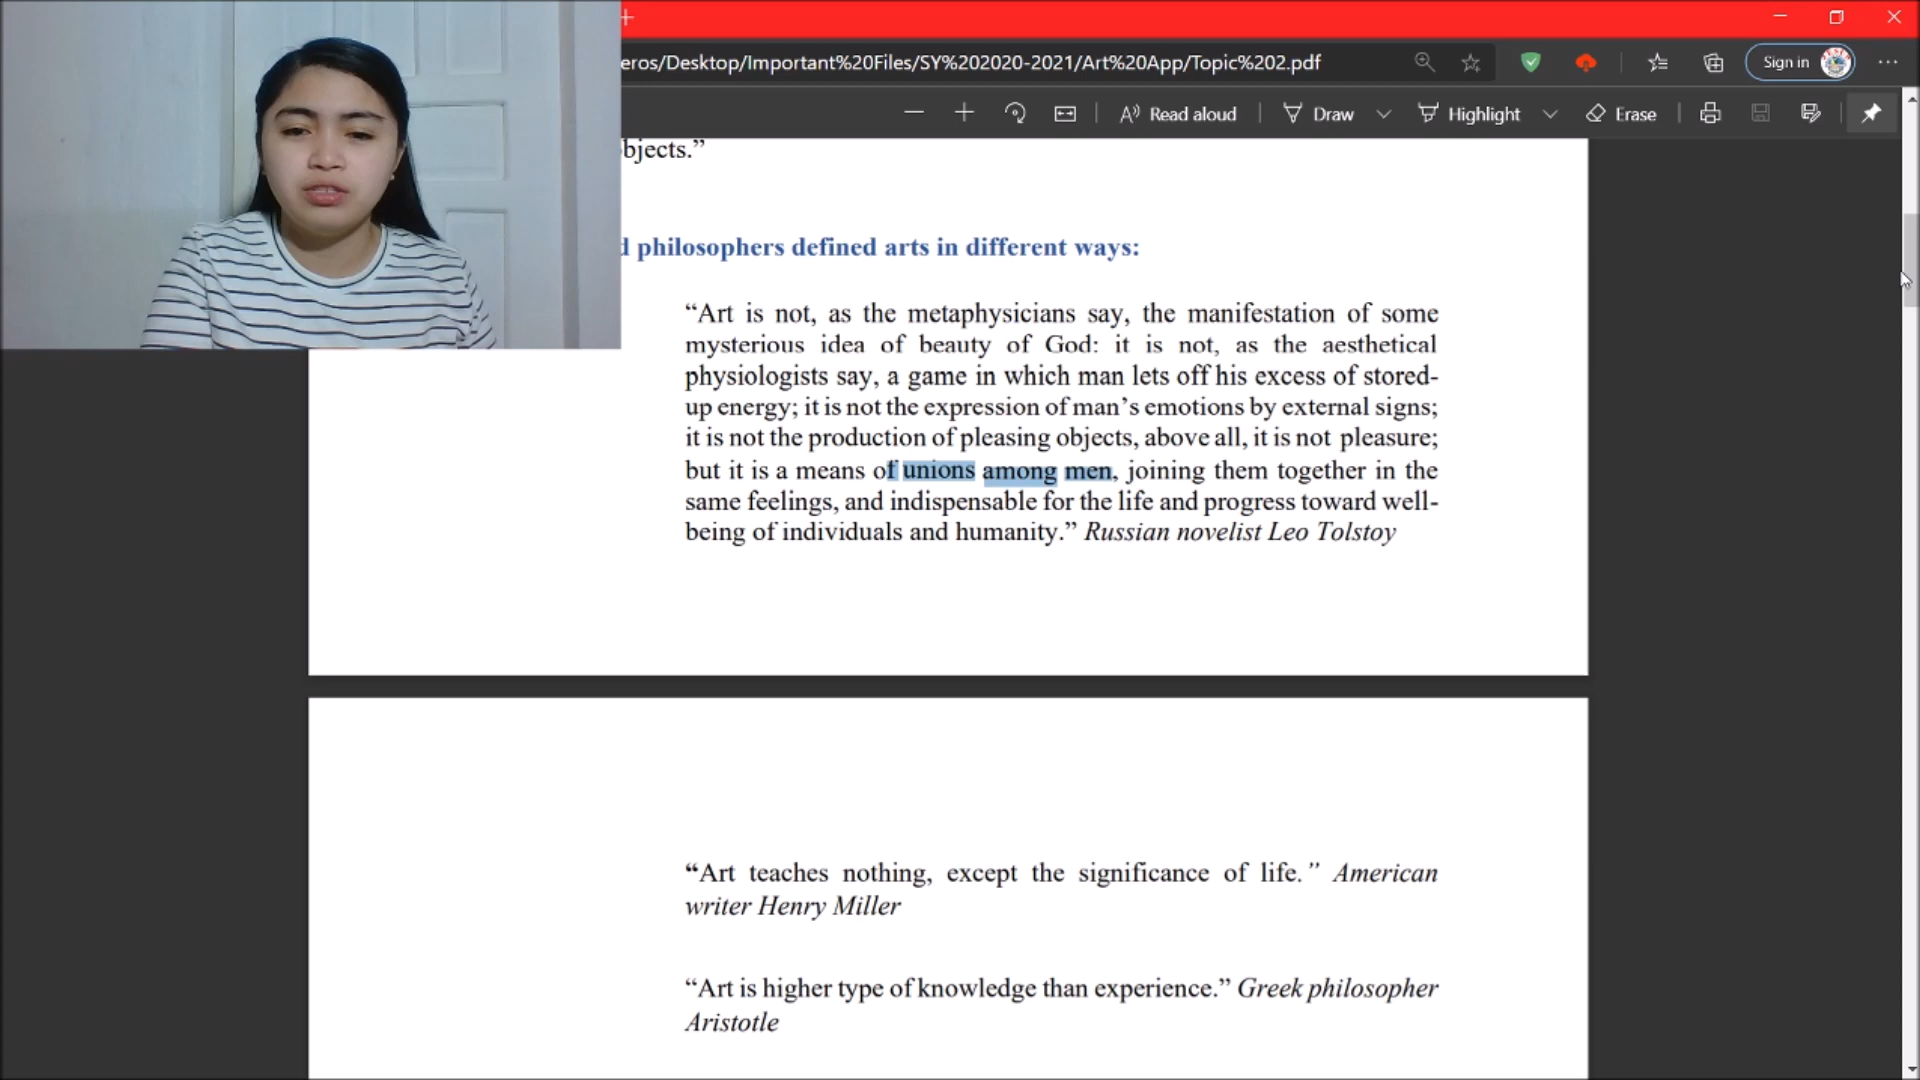 eros/Desktop/Important%20Files/SY%202020-2021/Art%20App/Topic%202.pdf
Sign in
Read aloud
Draw
Highlight
Erase
bjects.”
philosophers defined arts in different ways:
“Art is not, as the metaphysicians say, the manifestation of some
mysterious idea of beauty of God: it is not, as the aesthetical
physiologists say, a game in which man lets off his excess of stored-
up energy; it is not the expression of man’s emotions by external signs;
it is not the production of pleasing objects, above all, it is not pleasure;
but it is a means of unions among men, joining them together in the
same feelings, and indispensable for the life and progress toward well-
being of individuals and humanity.” Russian novelist Leo Tolstoy
“Art teaches nothing, except the significance of life.” American
writer Henry Miller
“Art is higher type of knowledge than experience.” Greek philosopher
Aristotle